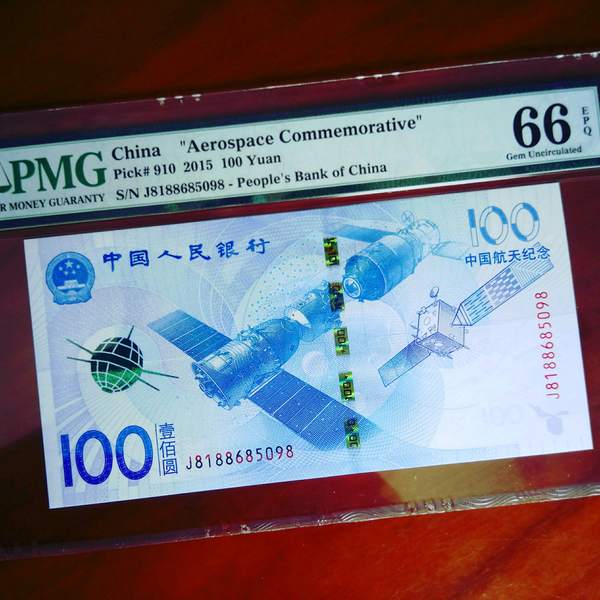 PMG
R MONEY GUARANTY
China "Aerospace Commemorative"
Pick# 910 2015 100 Yuan
S/N J8188685098 - People's Bank of China
66
EPQ
Gem Uncirculated
中国人民银行
100
中国航天纪念
J8188685098
100
壹佰圆
J8188685098